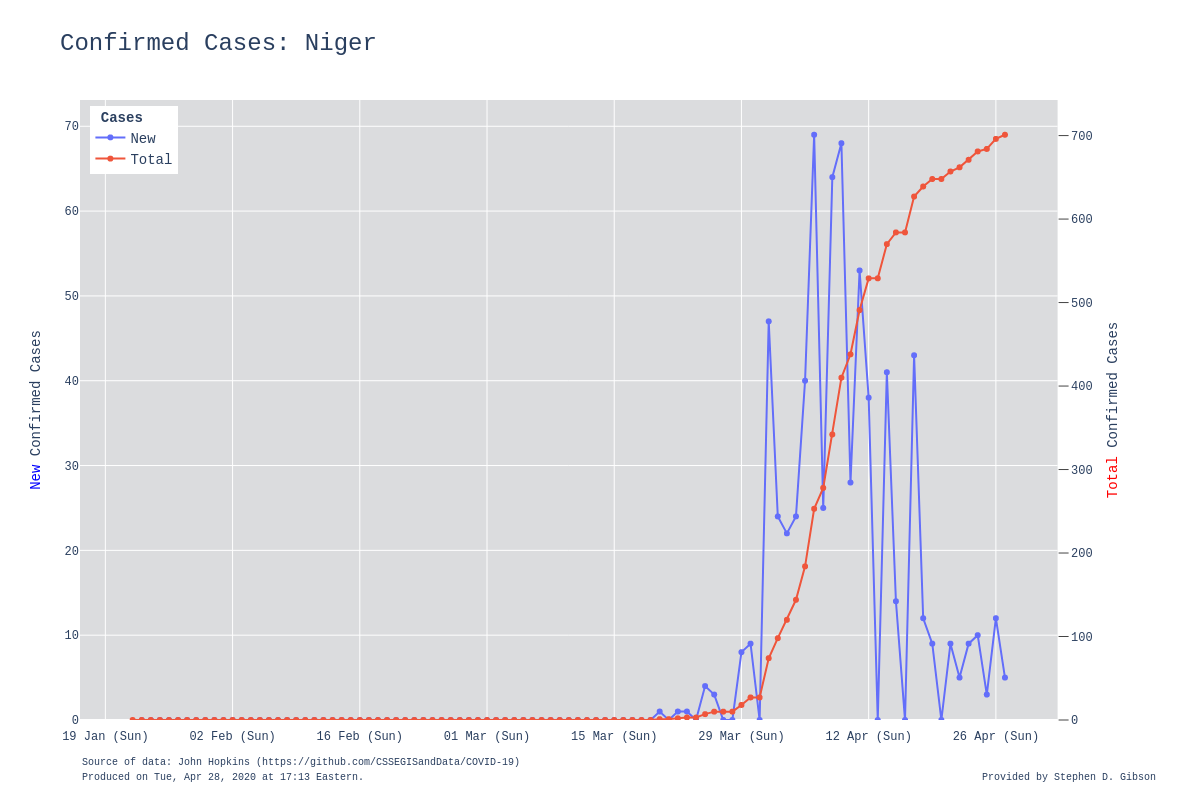 Confirmed Cases: Niger
Cases
New
Total
70
60
50
40
30
20
10
0
700
600
500
400
300
200
100
0
New Confirmed Cases
Total Confirmed Cases
19 Jan (Sun) 02 Feb (Sun) 16 Feb (Sun) 01 Mar (Sun) 15 Mar (Sun) 29 Mar (Sun) 12 Apr (Sun) 26 Apr (Sun)
Source of data: John Hopkins (https://github.com/CSSEGISandData/COVID-19)
Produced on Tue, Apr 28, 2020 at 17:13 Eastern.
Provided by Stephen D. Gibson